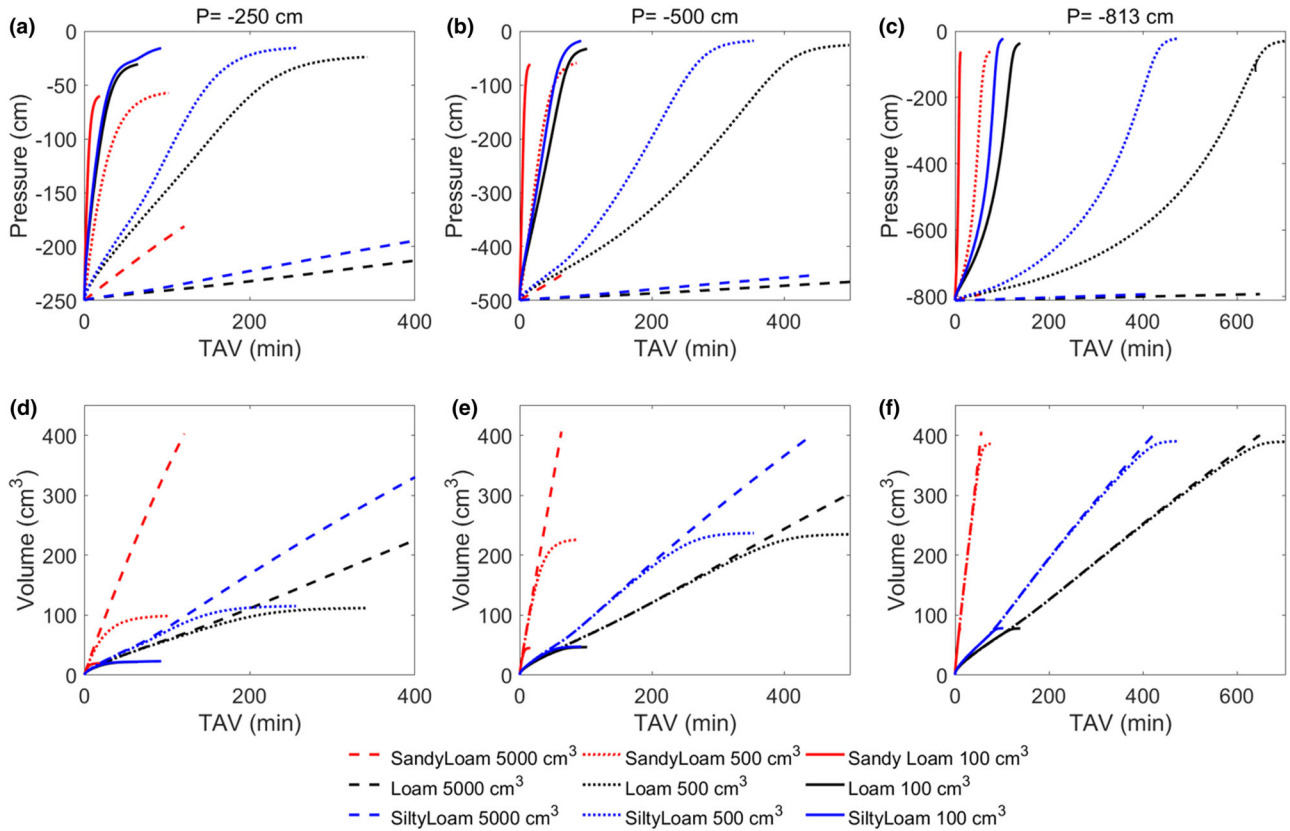 (a) P= -250 cm
0
-50
-100
-150
-200
-250
Pressure (cm)
0 200 400
TAV (min)
(b) P= -500 cm
0
-100
-200
-300
-400
-500
Pressure (cm)
0 200 400
TAV (min)
(c) P= -813 cm
0
-200
-400
-600
-800
Pressure (cm)
0 200 400 600
TAV (min)
(d)
400
300
200
100
0
Volume (cm³)
0 200 400
TAV (min)
(e)
400
300
200
100
0
Volume (cm³)
0 200 400
TAV (min)
(f)
400
300
200
100
0
Volume (cm³)
0 200 400 600
TAV (min)
SandyLoam 5000 cm³ SandyLoam 500 cm³ Sandy Loam 100 cm³
Loam 5000 cm³ Loam 500 cm³ Loam 100 cm³
SiltyLoam 5000 cm³ SiltyLoam 500 cm³ SiltyLoam 100 cm³